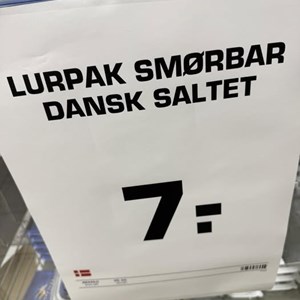 LURPAK SMØRBAR
DANSK SALTET
7:-